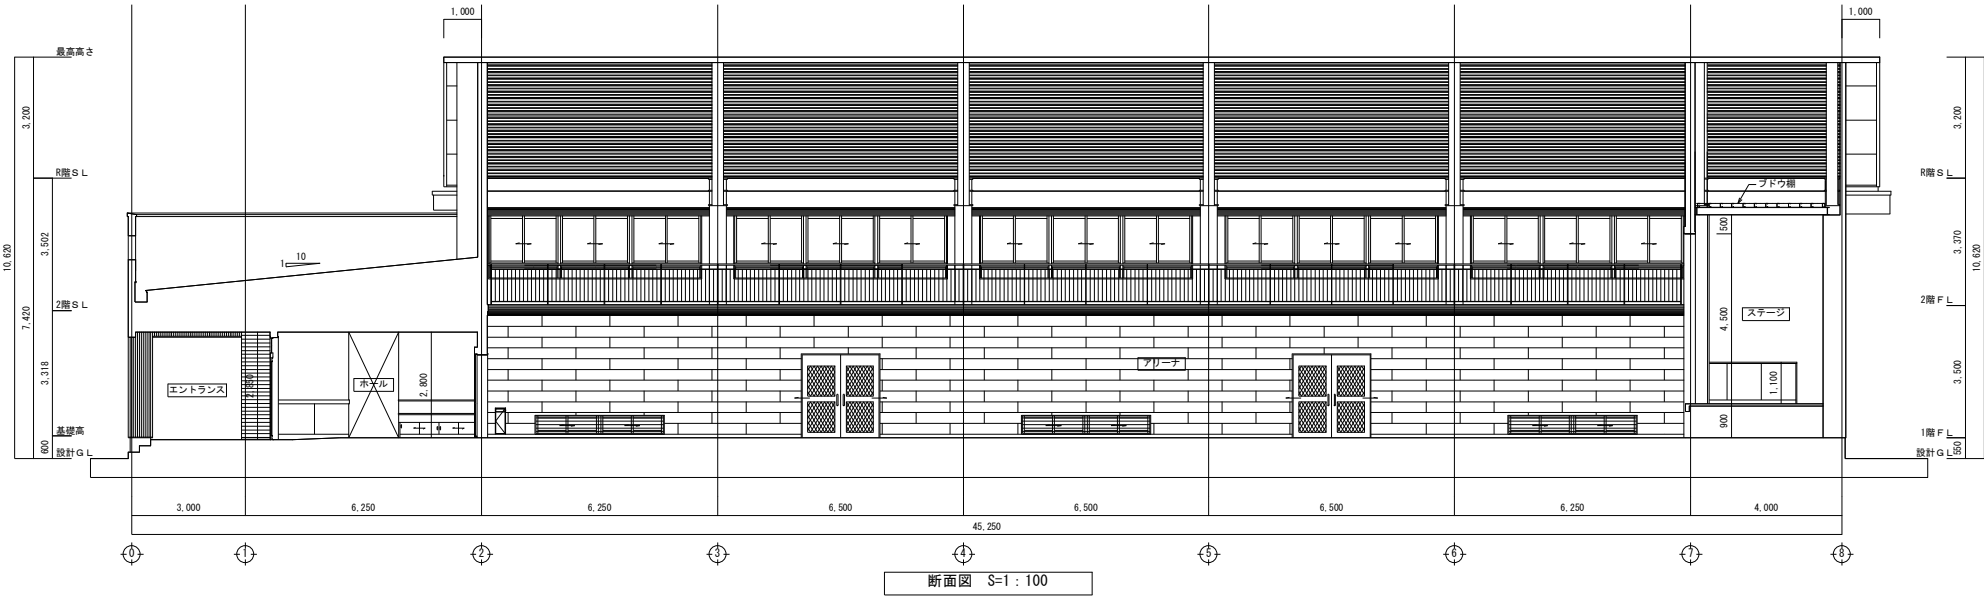 1,000
1,000
最高高さ
3,200
3,200
R階ＳＬ
R階ＳＬ
ブドウ棚
500
10,620
3,502
1
10
3,370
10,620
2階ＳＬ
2階ＦＬ
7,420
4,500
ステージ
3,318
エントランス
2,850
ホール
2,800
アリーナ
1,100
3,500
基礎高
900
1階ＦＬ
600
設計ＧＬ
設計ＧＬ
550
3,000
6,250
6,250
6,500
6,500
6,500
6,250
4,000
45,250
0
1
2
3
4
5
6
7
8
断面図 S=1：100